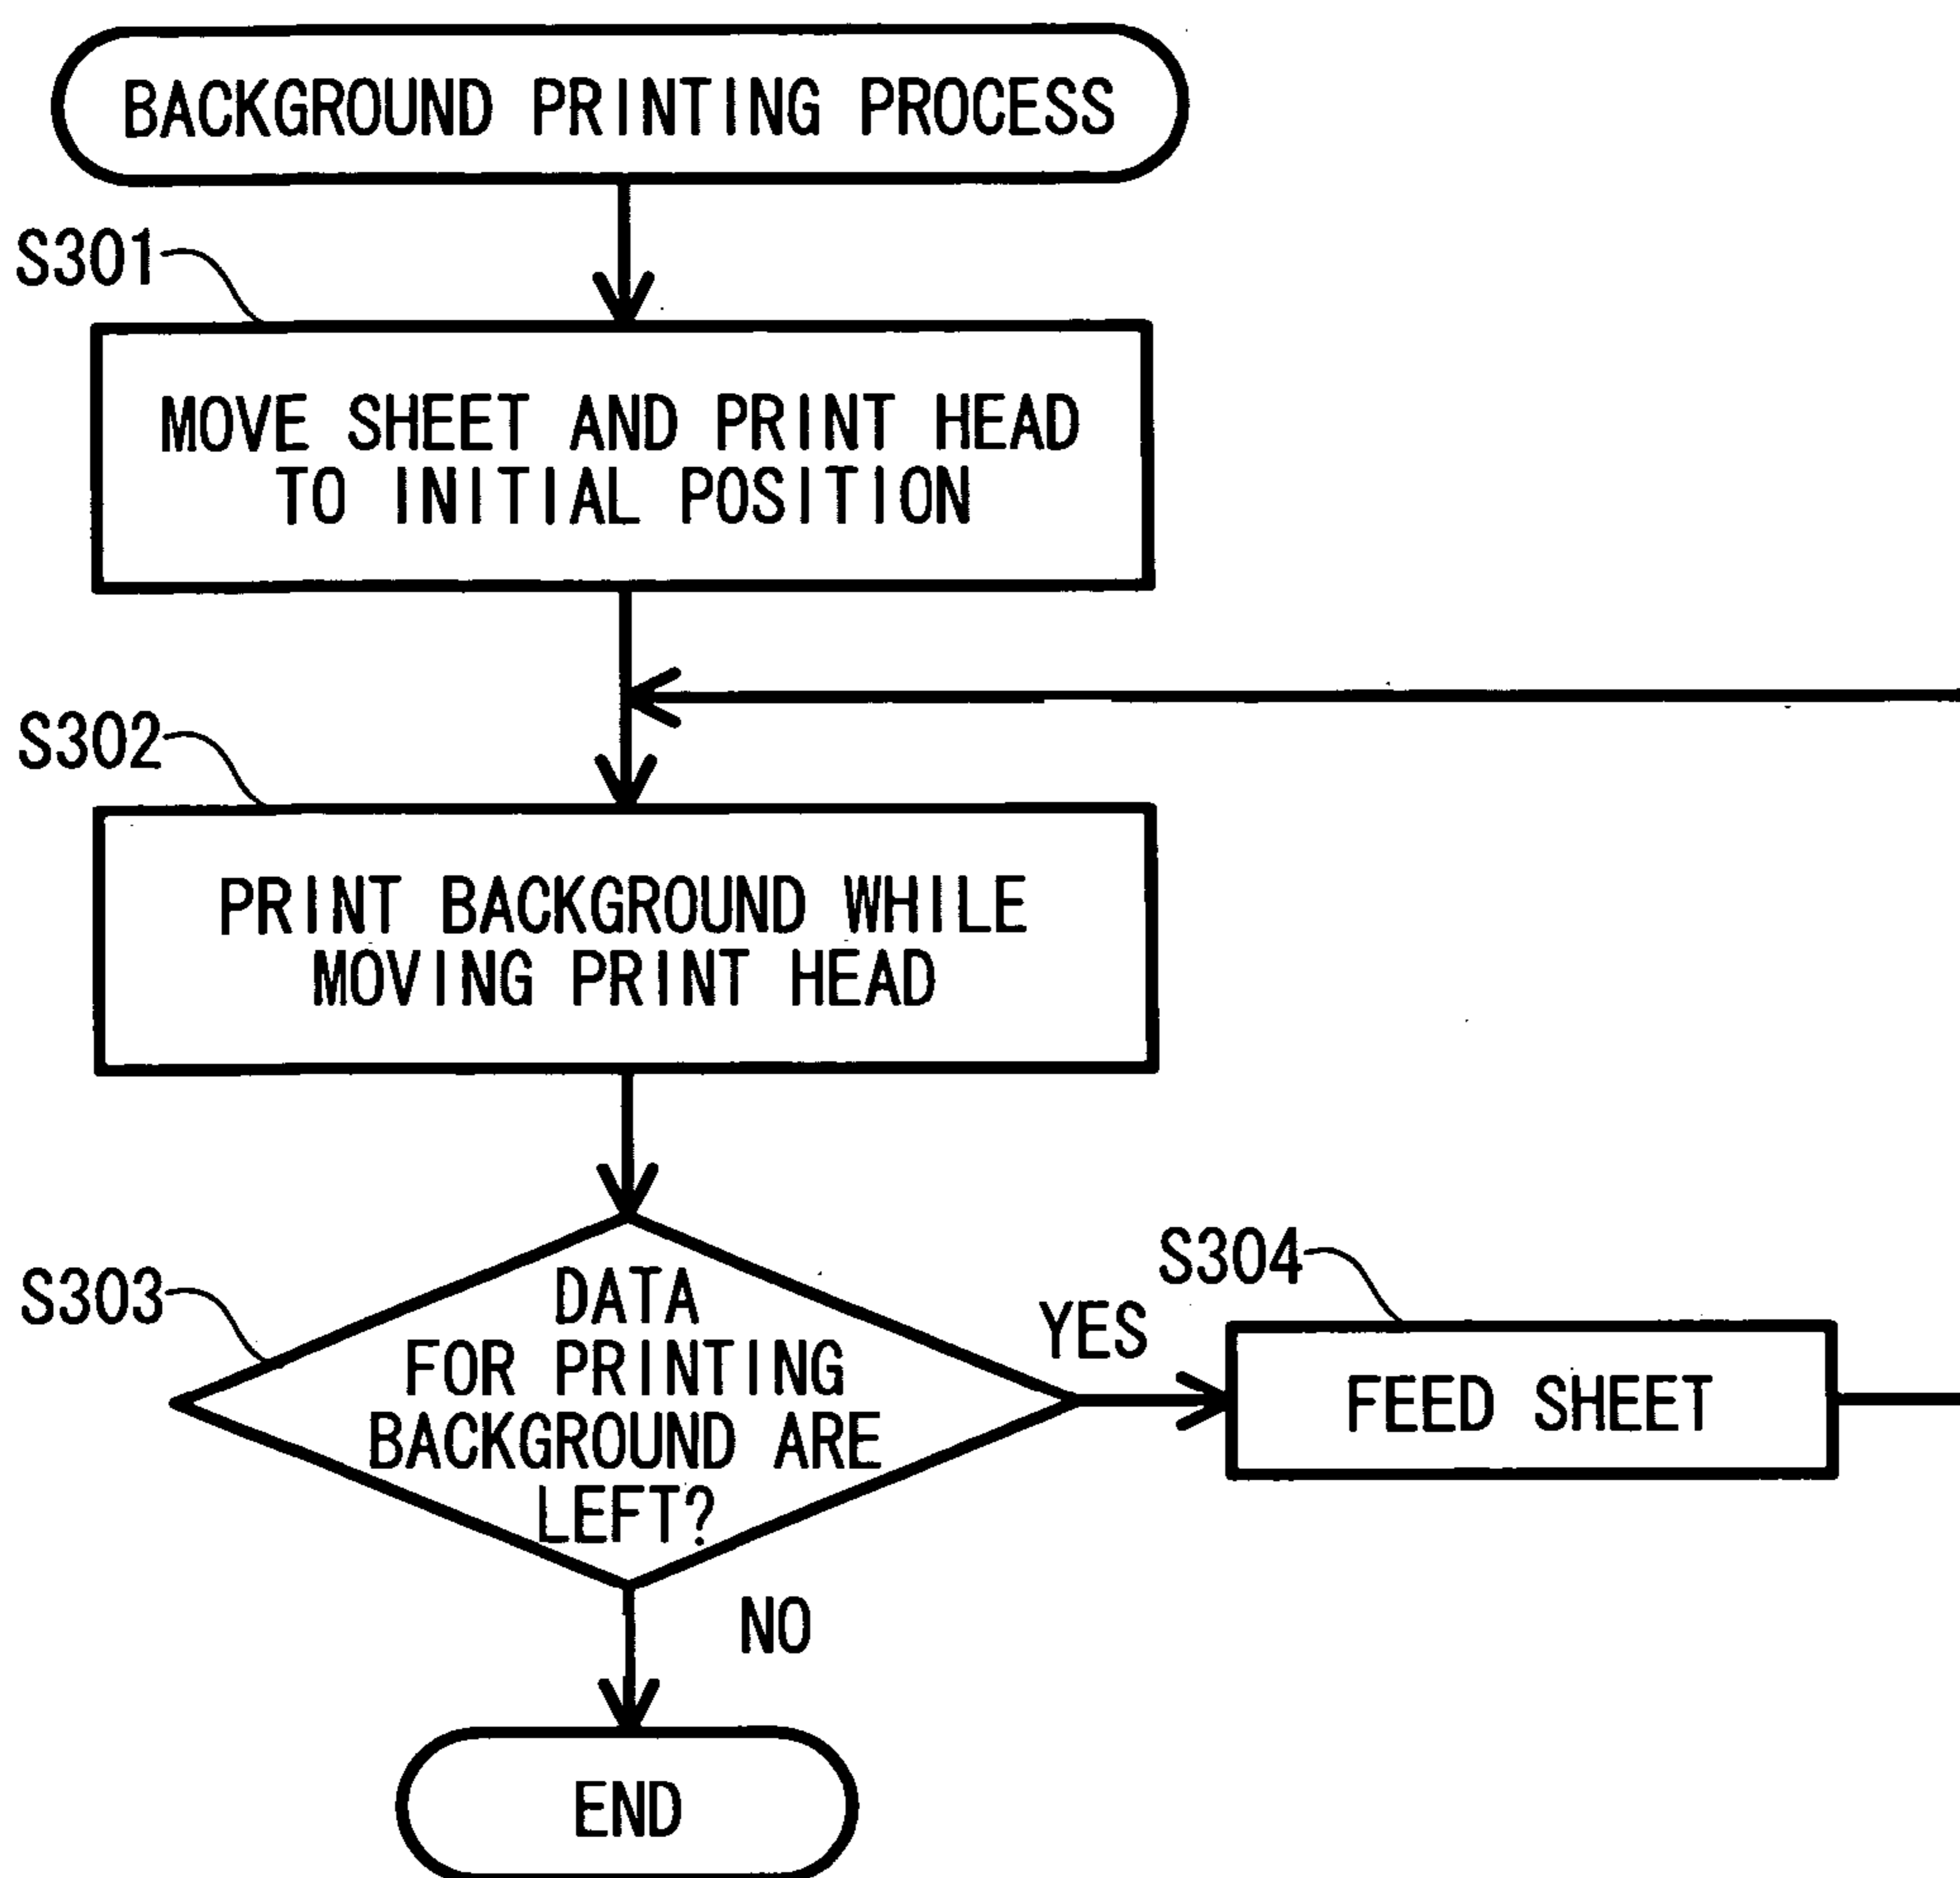 BACKGROUND PRINTING PROCESS
S301
MOVE SHEET AND PRINT HEAD
TO INITIAL POSITION
S302
PRINT BACKGROUND WHILE
MOVING PRINT HEAD
S303
DATA
FOR PRINTING
BACKGROUND ARE
LEFT?
YES
S304
FEED SHEET
NO
END